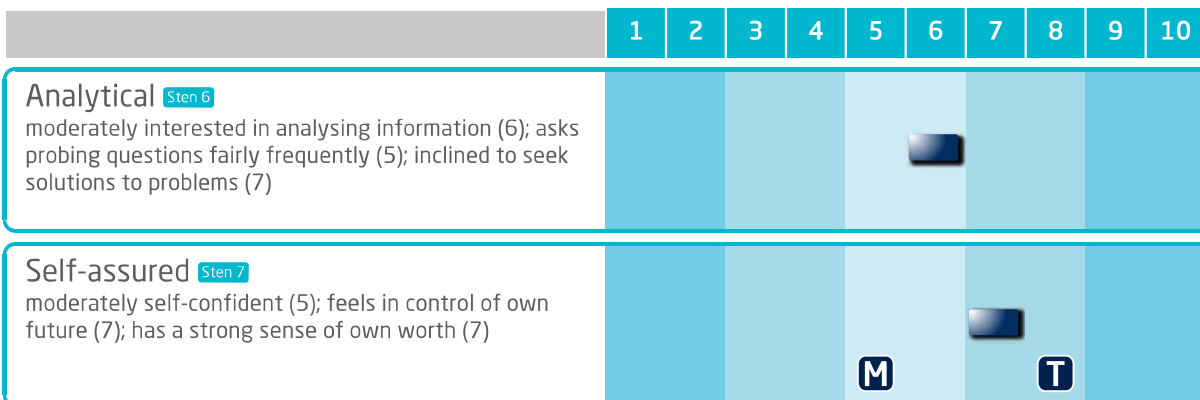 1 2 3 4 5 6 7 8 9 10
Analytical Sten 6
moderately interested in analysing information (6); asks
probing questions fairly frequently (5); inclined to seek
solutions to problems (7)
Self-assured Sten 7
moderately self-confident (5); feels in control of own
future (7); has a strong sense of own worth (7)
M T